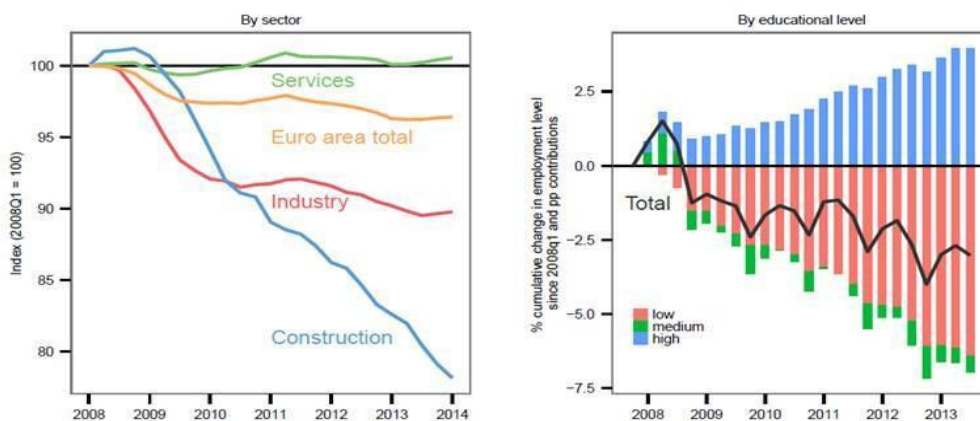 By sector
Index (2008Q1 = 100)
100
95
90
85
80
Services
Euro area total
Industry
Construction
2008 2009 2010 2011 2012 2013 2014
By educational level
% cumulative change in employment level
since 2008q1 and pp contributions
2.5
0.0
−2.5
−5.0
−7.5
Total
low
medium
high
2008 2009 2010 2011 2012 2013